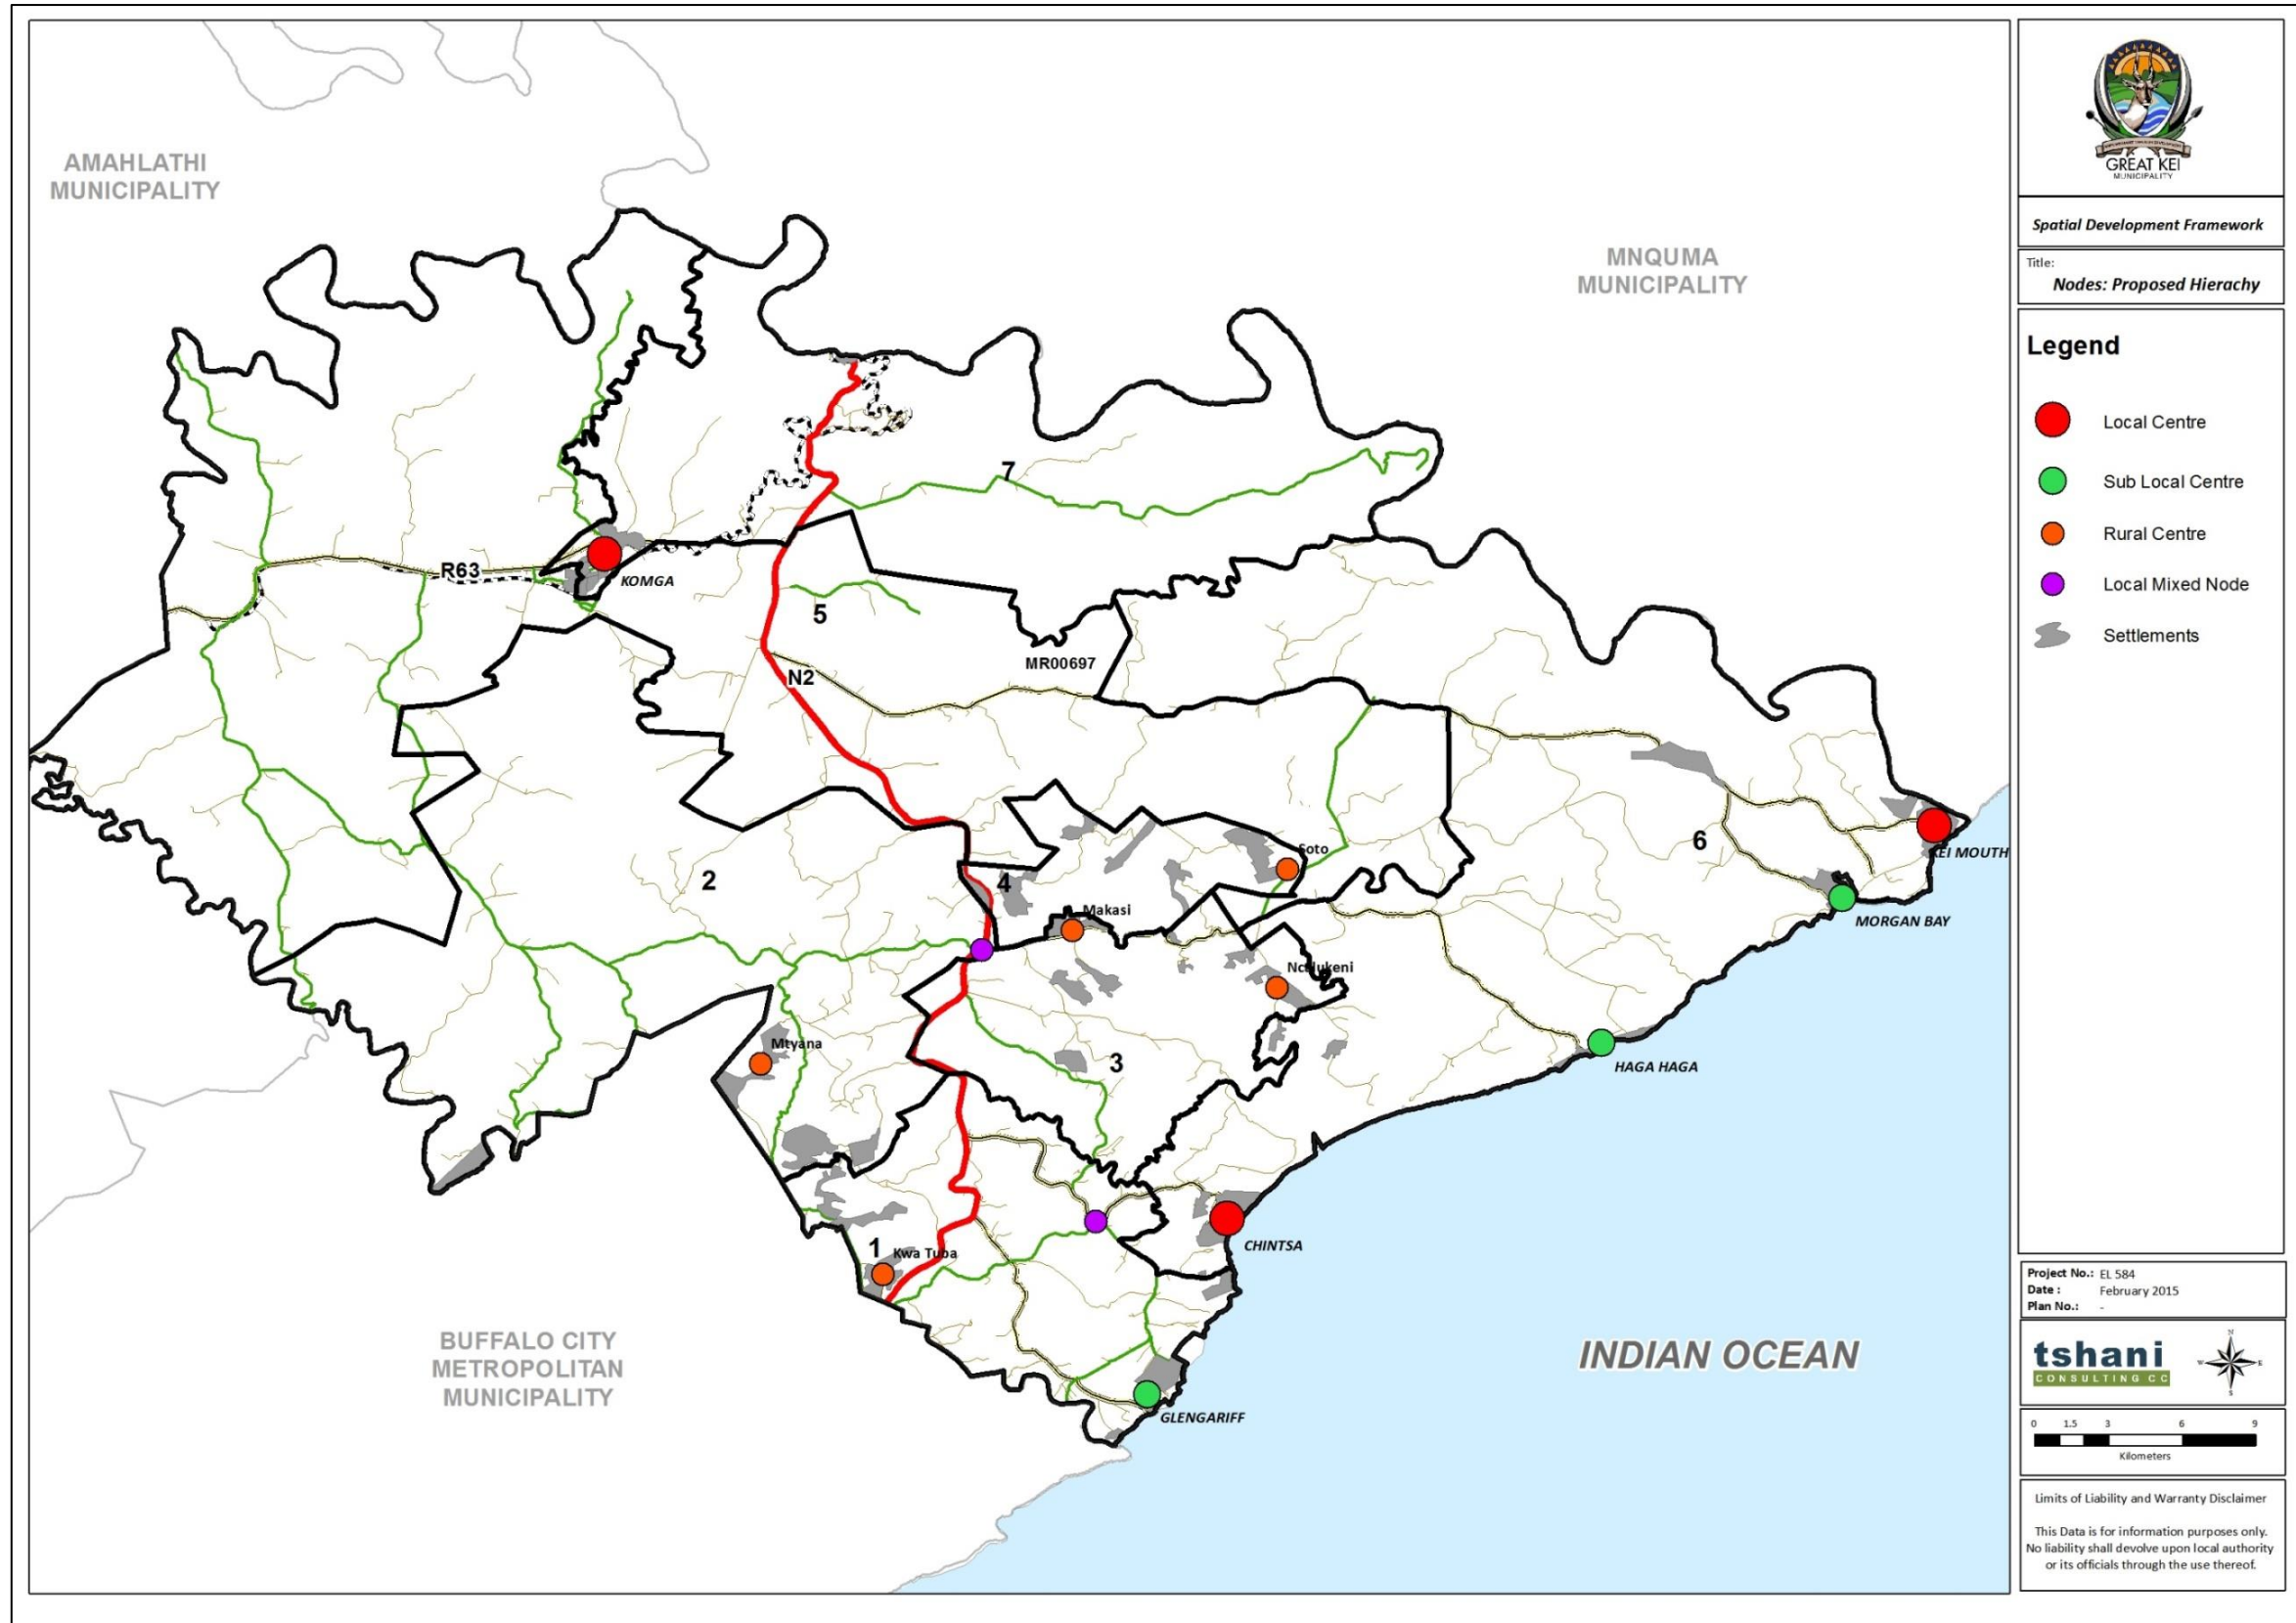 AMAHLATHI
MUNICIPALITY
MNQUMA
MUNICIPALITY
7
R63
KOMGA
5
MR00697
N2
6
KEI MOUTH
Soto
2
4
Makasi
MORGAN BAY
Mtyana
3
HAGA HAGA
1
Kwa Tuba
CHINTSA
BUFFALO CITY
METROPOLITAN
MUNICIPALITY
INDIAN OCEAN
GLENGARIFF
GREAT KEI
MUNICIPALITY
Spatial Development Framework
Title:
Nodes: Proposed Hierachy
Legend
Local Centre
Sub Local Centre
Rural Centre
Local Mixed Node
Settlements
Project No.: EL 584
Date : February 2015
Plan No.: -
tshani
CONSULTING CC
N
W E
S
0 1.5 3 6 9
Kilometers
Limits of Liability and Warranty Disclaimer
This Data is for information purposes only.
No liability shall devolve upon local authority
or its officials through the use thereof.